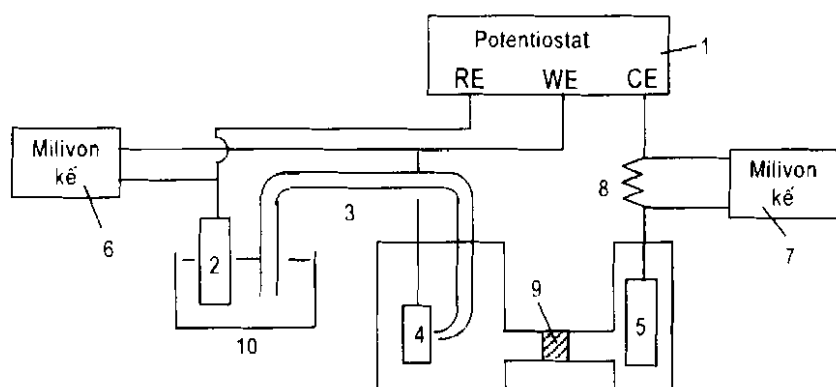 Potentiostat
1
RE WE CE
Milivon
kế
6
Milivon
kế
7
8
3
2
10
4
9
5